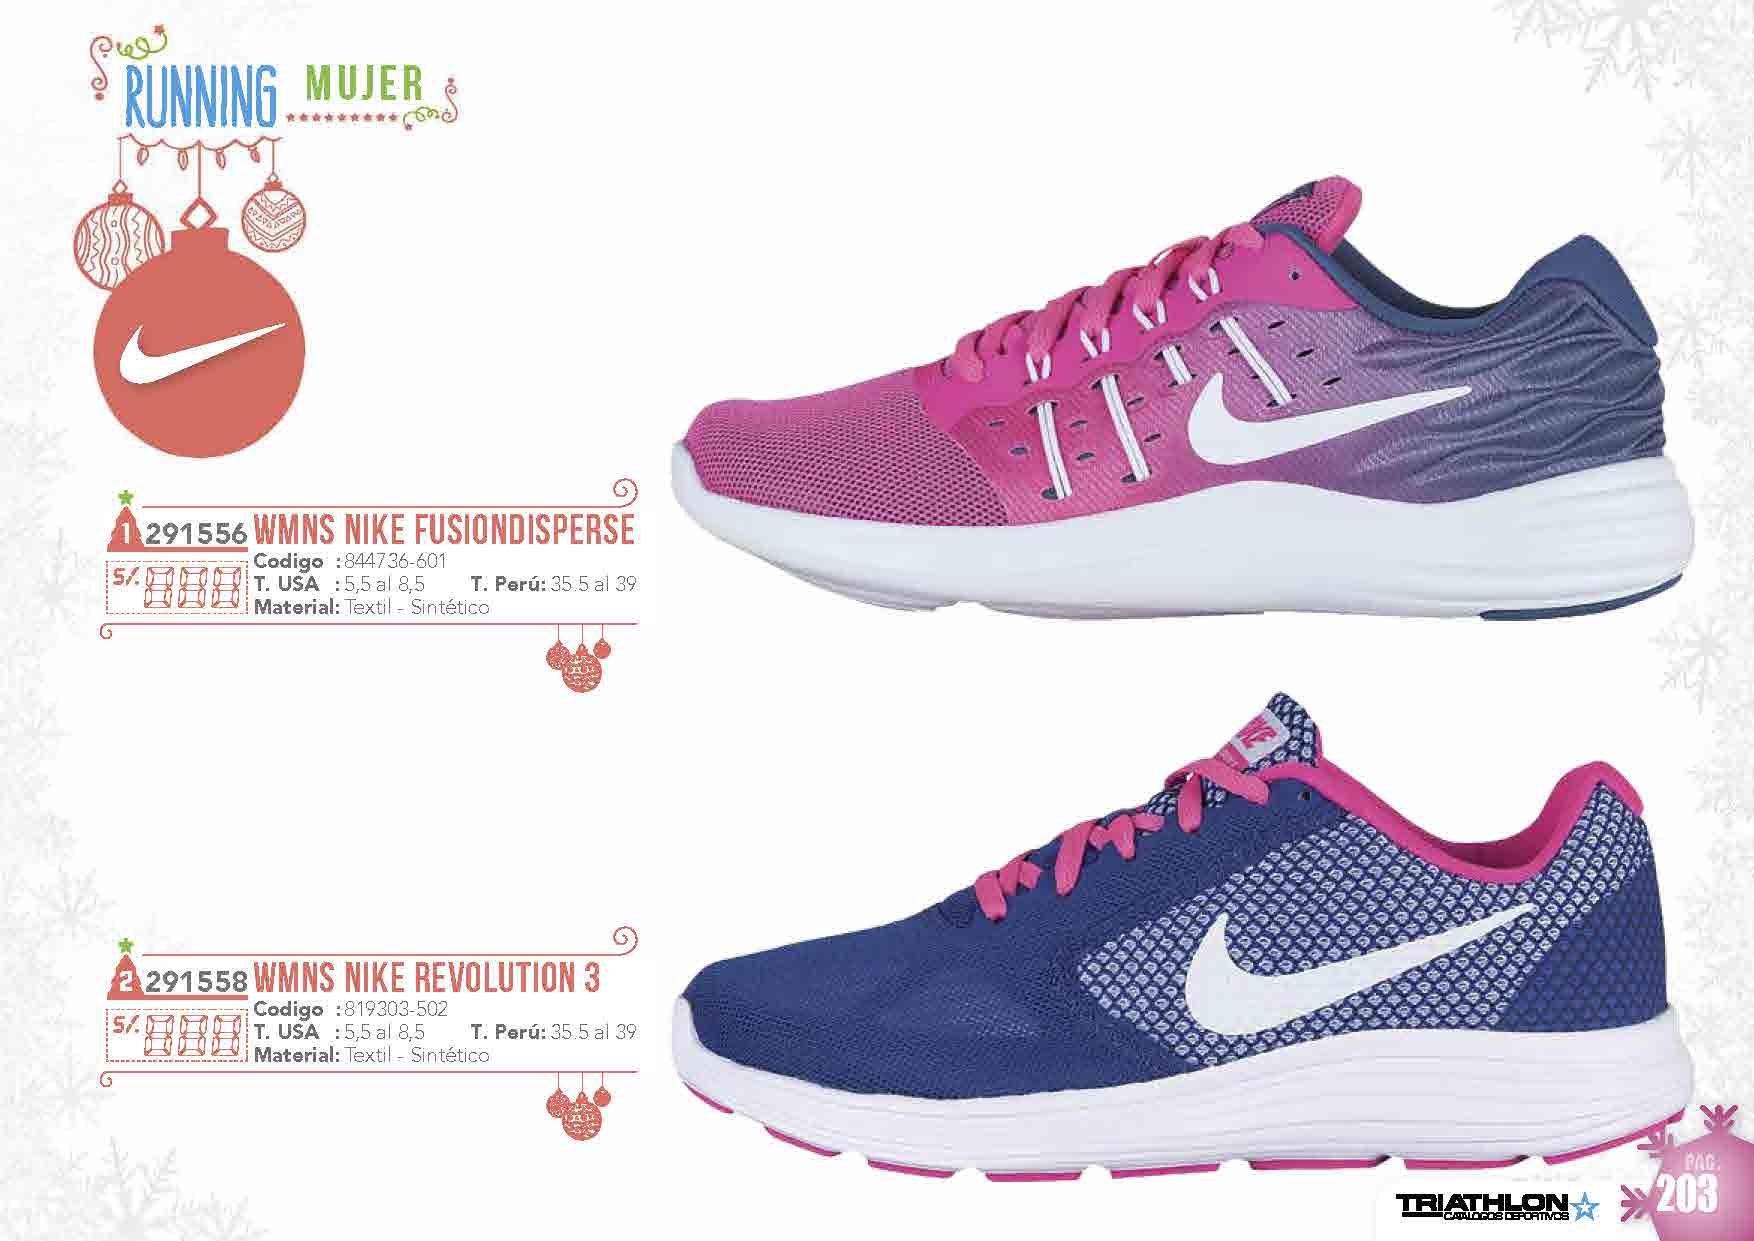 RUNNING MUJER
1 291556 WMNS NIKE FUSIONDISPERSE
Codigo : 844736-601
S/.
T. USA : 5,5 al 8,5 T. Perú: 35.5 al 39
Material: Textil - Sintético
NIKE
2 291558 WMNS NIKE REVOLUTION 3
Codigo : 819303-502
S/.
T. USA : 5,5 al 8,5 T. Perú: 35.5 al 39
Material: Textil - Sintético
TRIATHLON
CATALOGOS DEPORTIVOS
PAG.
203